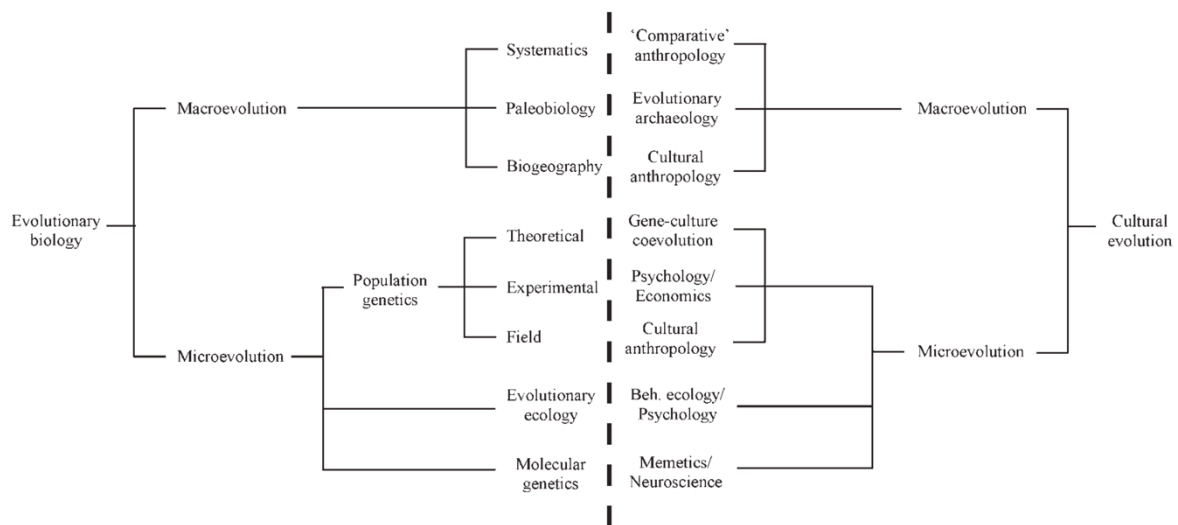 Systematics
'Comparative'
anthropology
Macroevolution
Paleobiology
Evolutionary
archaeology
Macroevolution
Biogeography
Cultural
anthropology
Evolutionary
biology
Theoretical
Gene-culture
coevolution
Cultural
evolution
Population
genetics
Experimental
Psychology/
Economics
Field
Cultural
anthropology
Microevolution
Microevolution
Evolutionary
ecology
Beh. ecology/
Psychology
Molecular
genetics
Memetics/
Neuroscience